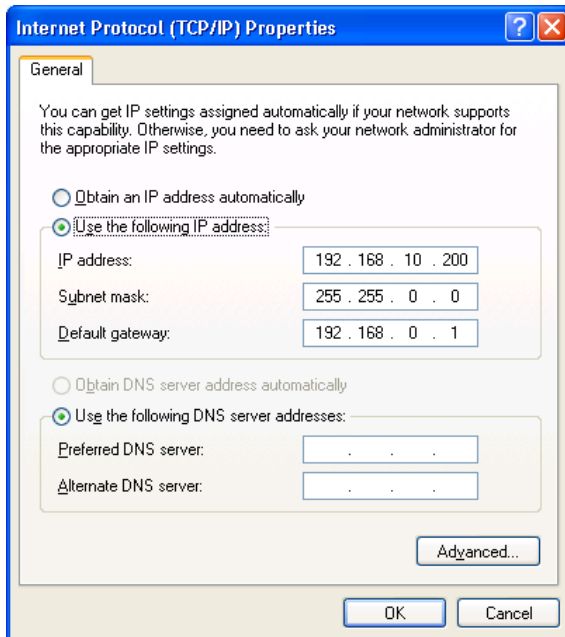 Internet Protocol (TCP/IP) Properties
General
You can get IP settings assigned automatically if your network supports
this capability. Otherwise, you need to ask your network administrator for
the appropriate IP settings.
Obtain an IP address automatically
Use the following IP address:
IP address: 192 . 168 . 10 . 200
Subnet mask: 255 . 255 . 0 . 0
Default gateway: 192 . 168 . 0 . 1
Obtain DNS server address automatically
Use the following DNS server addresses:
Preferred DNS server: . . .
Alternate DNS server: . . .
Advanced...
OK Cancel